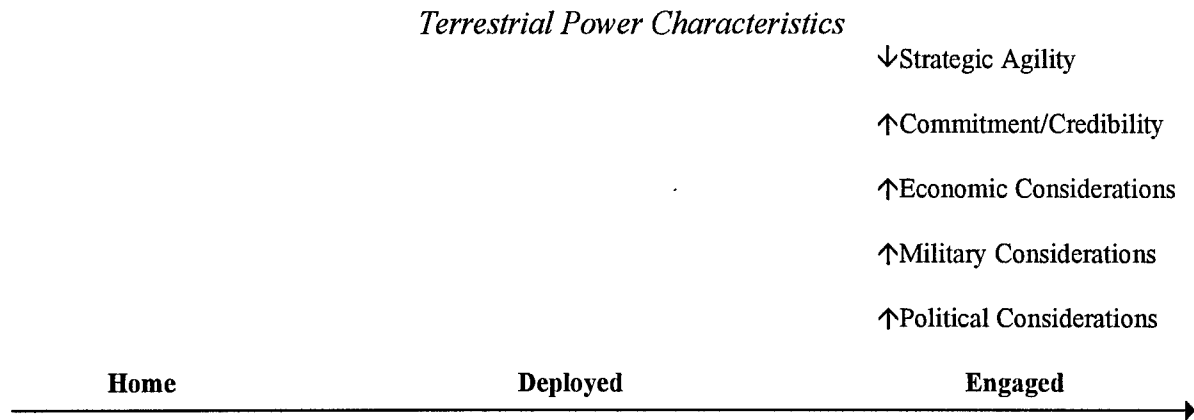 Terrestrial Power Characteristics
↓Strategic Agility
↑Commitment/Credibility
↑Economic Considerations
↑Military Considerations
↑Political Considerations
Home Deployed Engaged